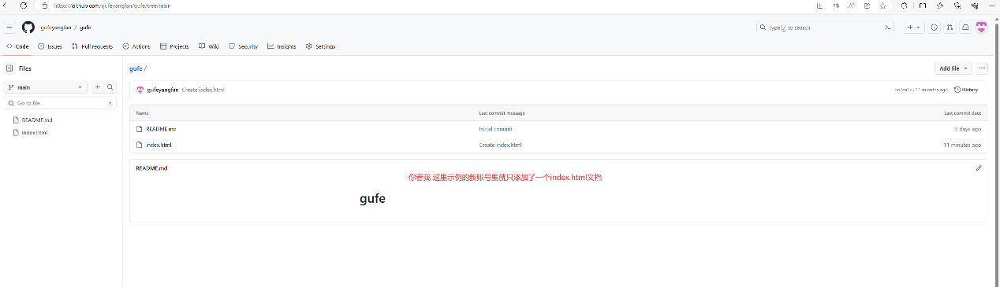 https://github.com/gufeyangfan/gufe/tree/main
gufeyangfan / gufe
Type / to search
Code Issues Pull requests Actions Projects Wiki Security Insights Settings
Files
gufe /
Add file
main
gufeyangfan Create index.html
11 minutes ago
History
Go to file
t
Name Last commit message Last commit date
README.md
index.html
README.md Initial commit 5 days ago
index.html Create index.html 11 minutes ago
README.md
你看我 这里示例的新账号里就只添加了一个index.html文档
gufe